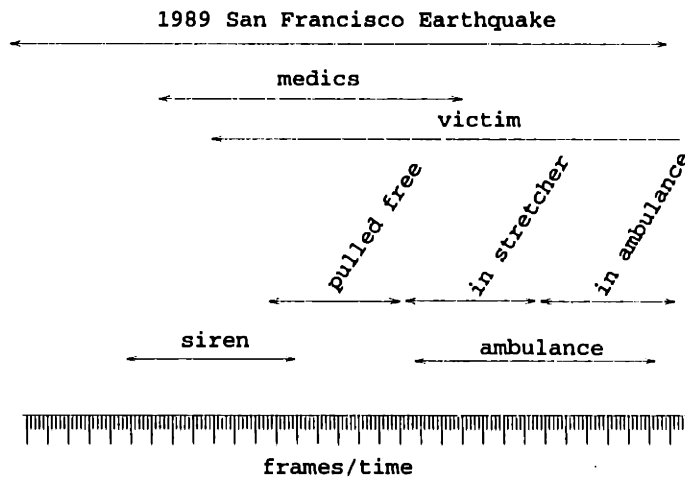 1989 San Francisco Earthquake
medics
victim
pulled free
in stretcher
in ambulance
siren
ambulance
frames/time